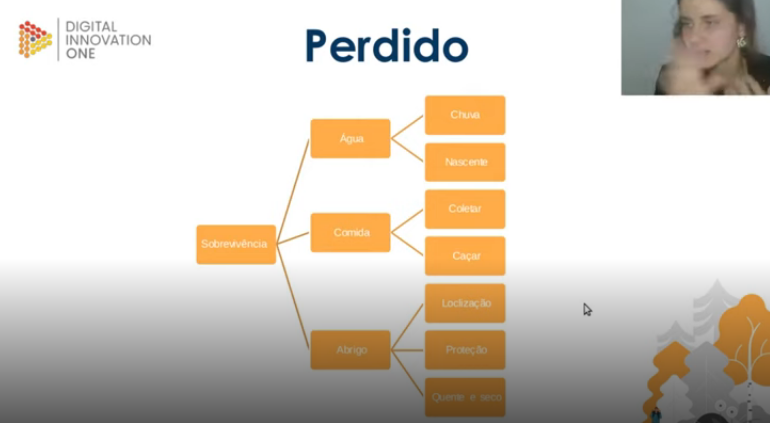 DIGITAL
INNOVATION
ONE
Perdido
Sobrevivência
Água
Chuva
Nascente
Comida
Coletar
Caçar
Abrigo
Loclização
Proteção
Quente e seco